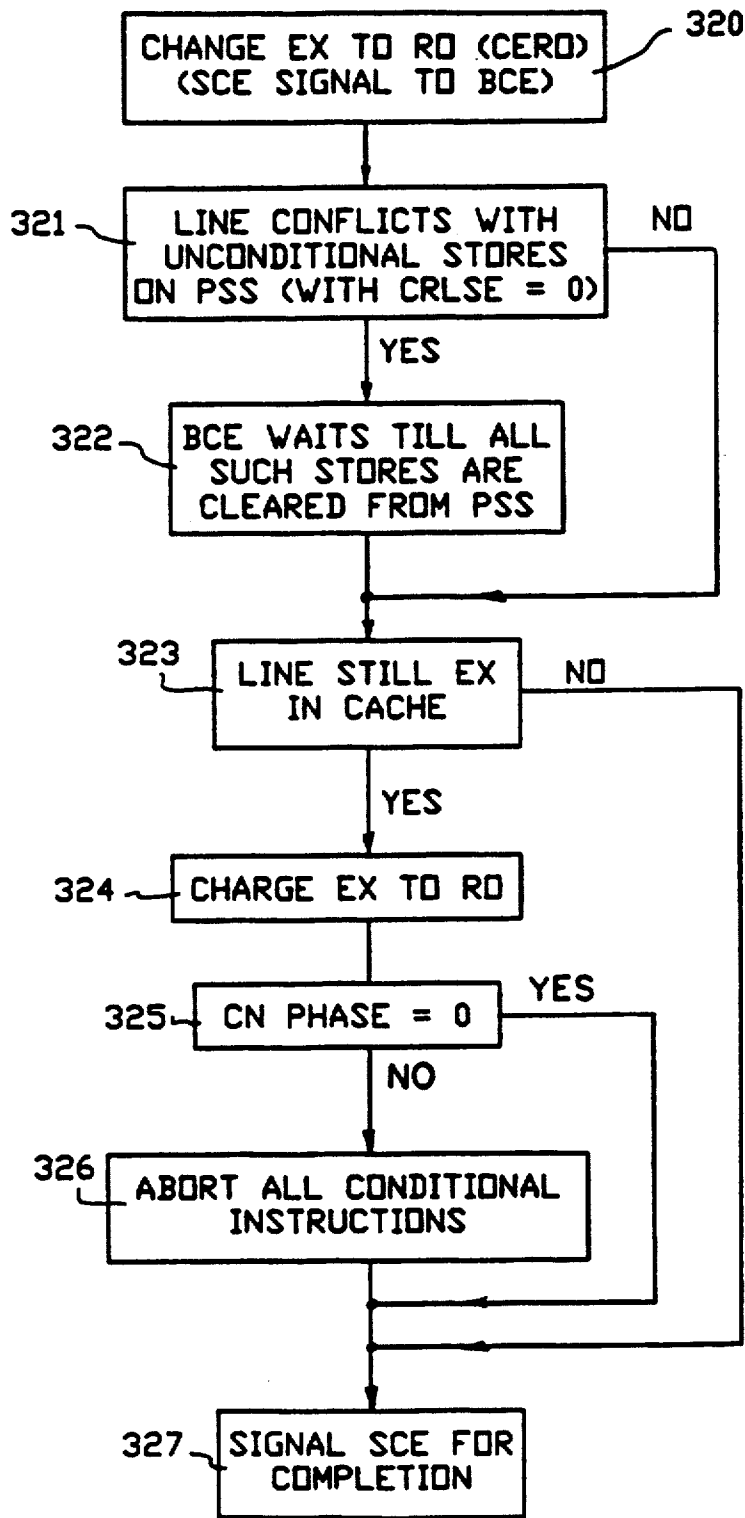 CHANGE EX TO RO (CERO)
(SCE SIGNAL TO BCE)
320
321
LINE CONFLICTS WITH
UNCONDITIONAL STORES
ON PSS (WITH CRLSE = 0)
NO
YES
322
BCE WAITS TILL ALL
SUCH STORES ARE
CLEARED FROM PSS
323
LINE STILL EX
IN CACHE
NO
YES
324
CHARGE EX TO RO
325
CN PHASE = 0
YES
NO
326
ABORT ALL CONDITIONAL
INSTRUCTIONS
327
SIGNAL SCE FOR
COMPLETION